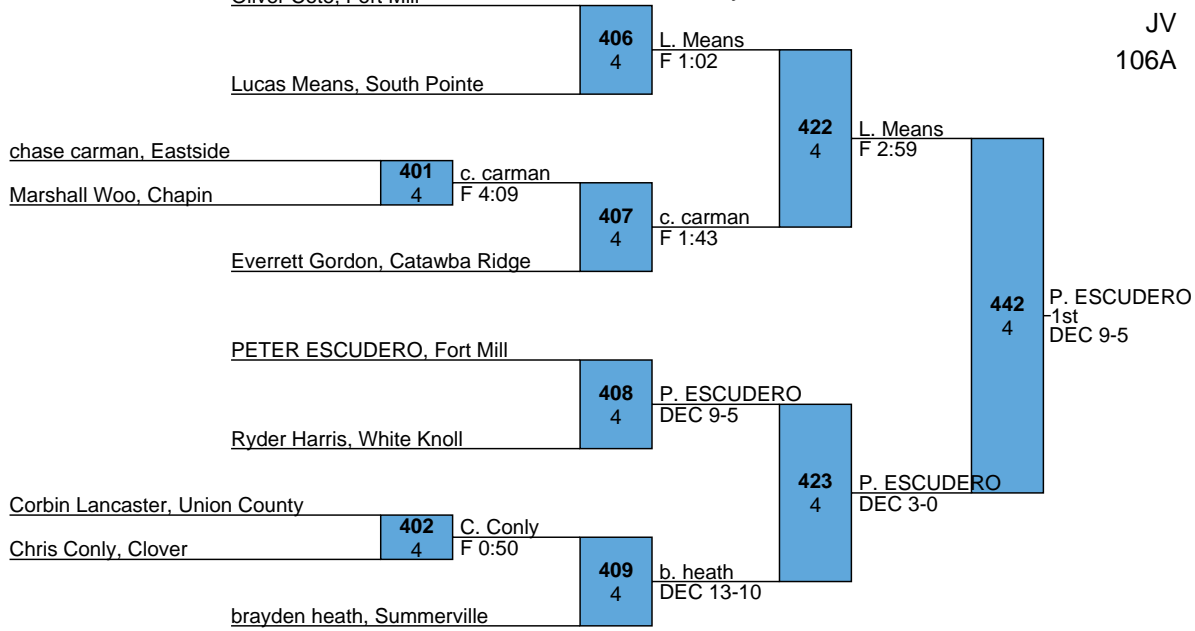 JV
106A
406
4
L. Means
F 1:02
Lucas Means, South Pointe
422
4
L. Means
F 2:59
chase carman, Eastside
401
4
c. carman
F 4:09
Marshall Woo, Chapin
407
4
c. carman
F 1:43
Everrett Gordon, Catawba Ridge
442
4
P. ESCUDERO
1st
DEC 9-5
PETER ESCUDERO, Fort Mill
408
4
P. ESCUDERO
DEC 9-5
Ryder Harris, White Knoll
423
4
P. ESCUDERO
DEC 3-0
Corbin Lancaster, Union County
402
4
C. Conly
F 0:50
Chris Conly, Clover
409
4
b. heath
DEC 13-10
brayden heath, Summerville